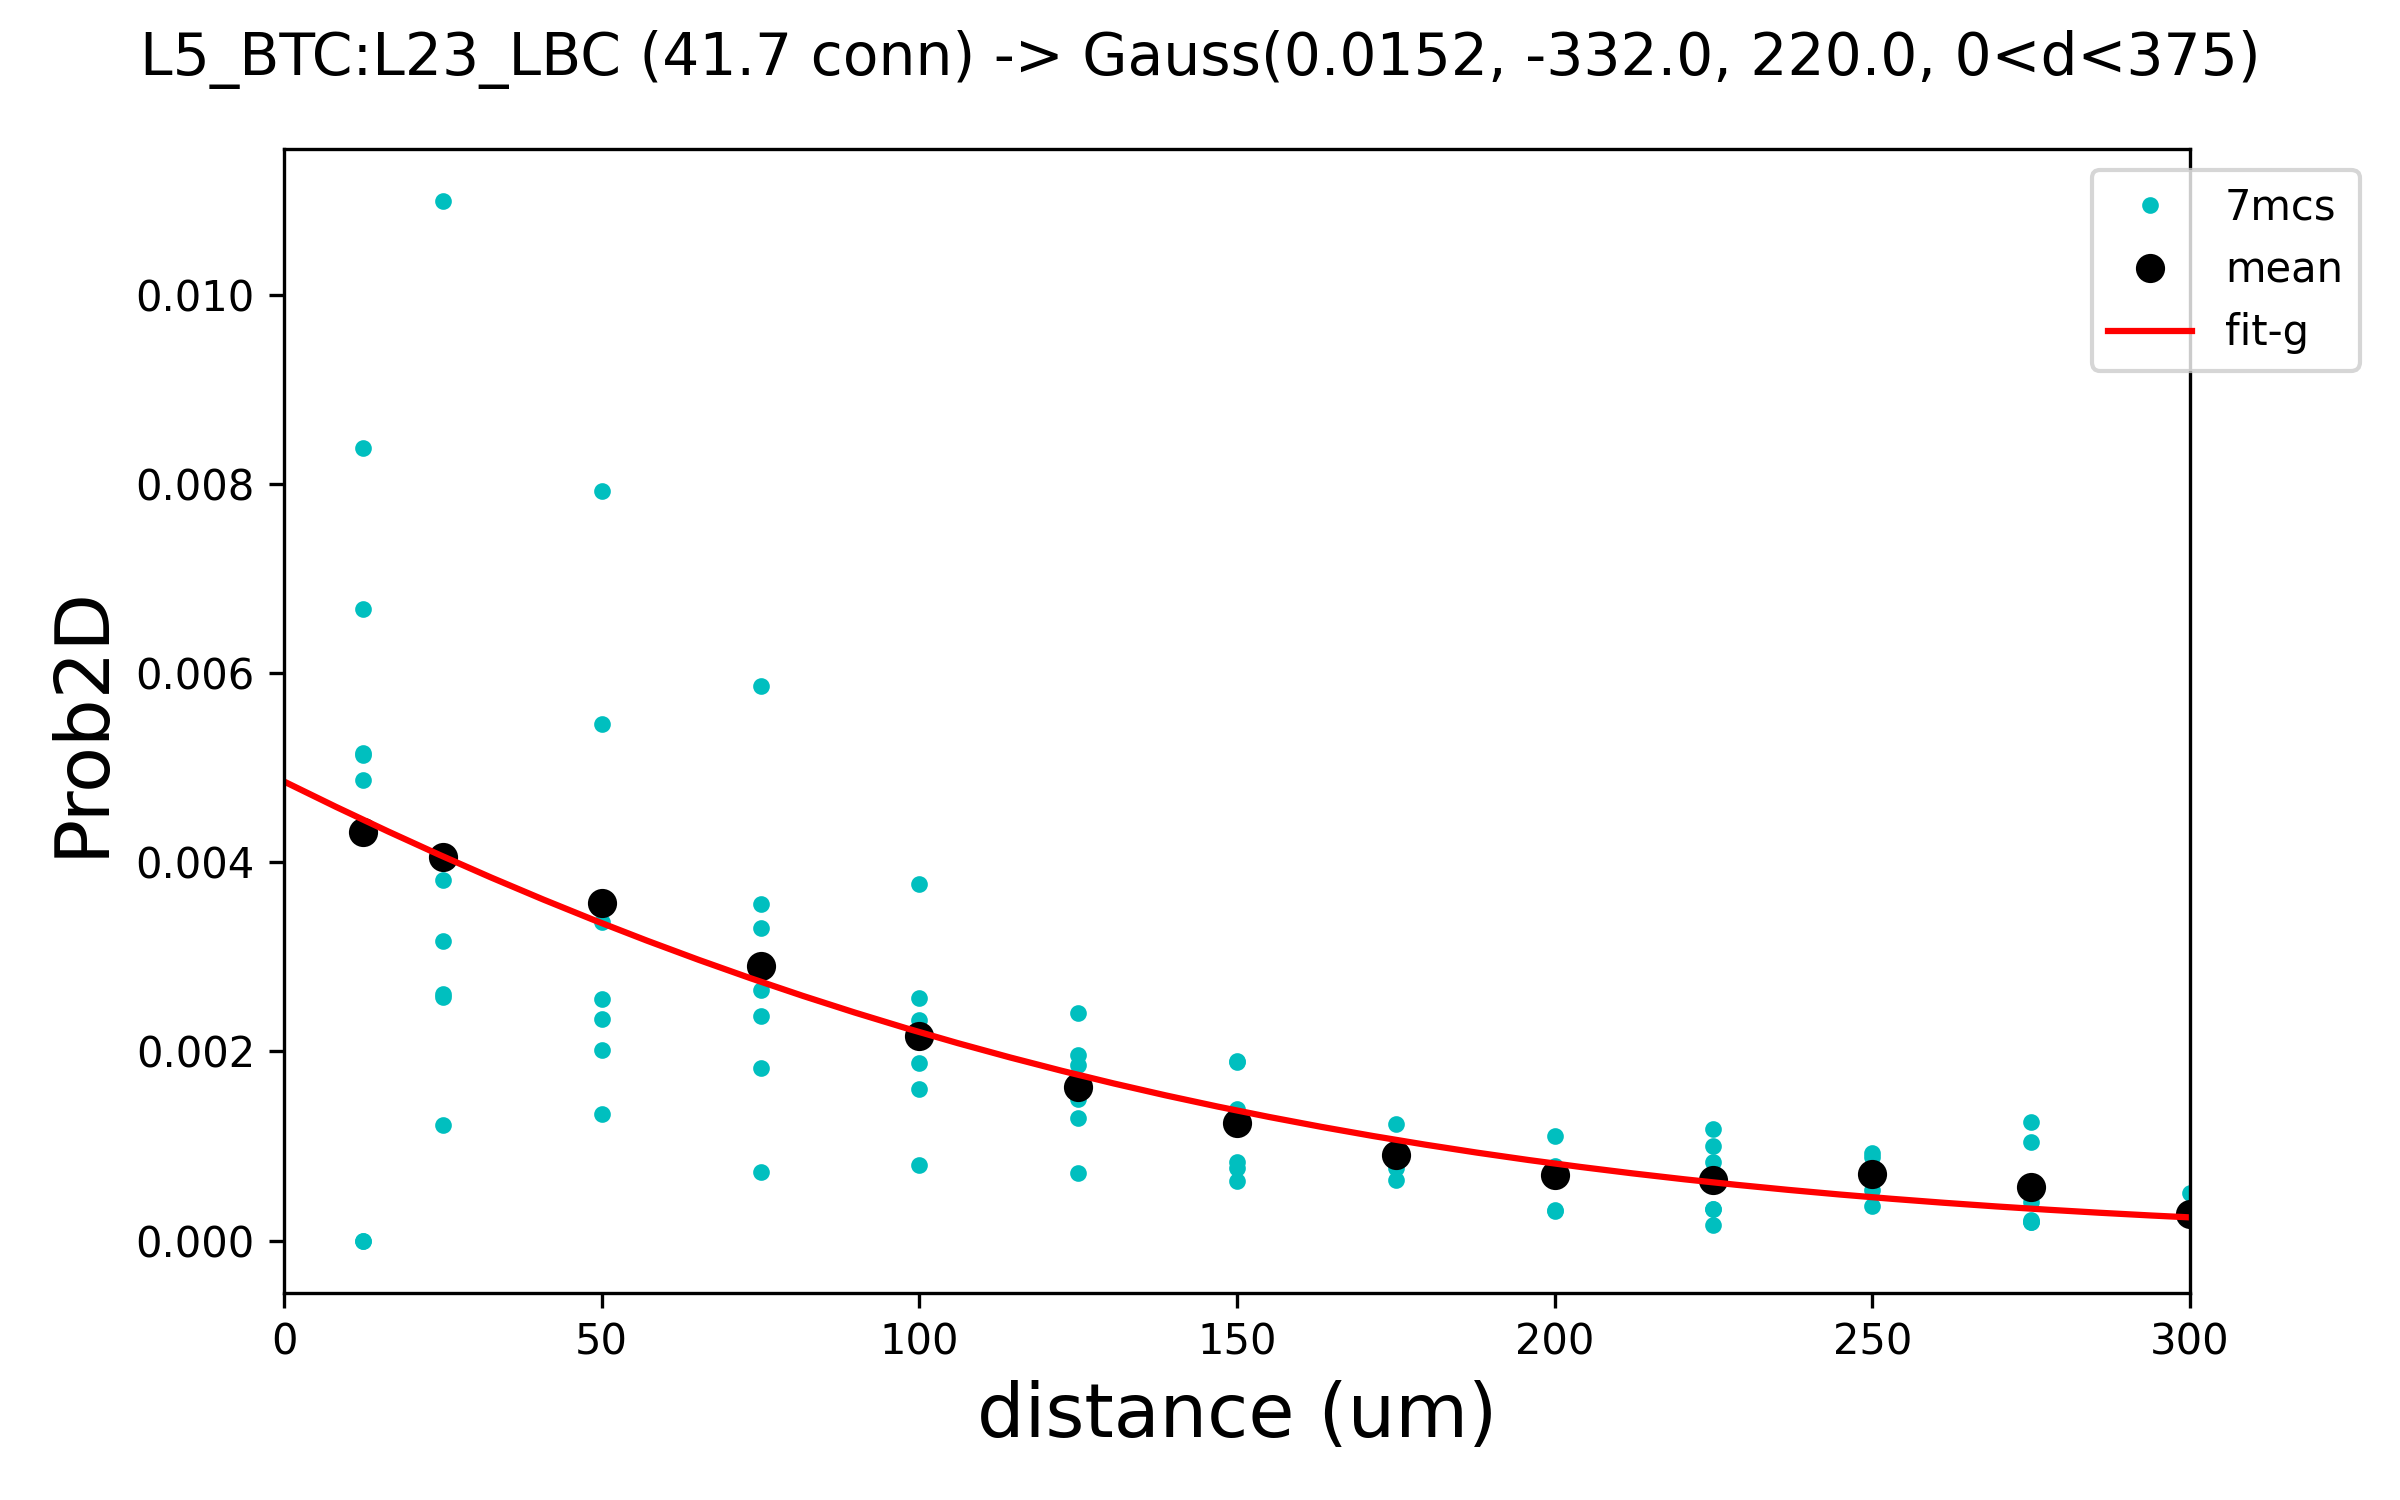 L5_BTC:L23_LBC (41.7 conn) -> Gauss(0.0152, -332.0, 220.0, 0<d<375)
7mcs
mean
fit-g
Prob2D
0.010
0.008
0.006
0.004
0.002
0.000
0 50 100 150 200 250 300
distance (um)